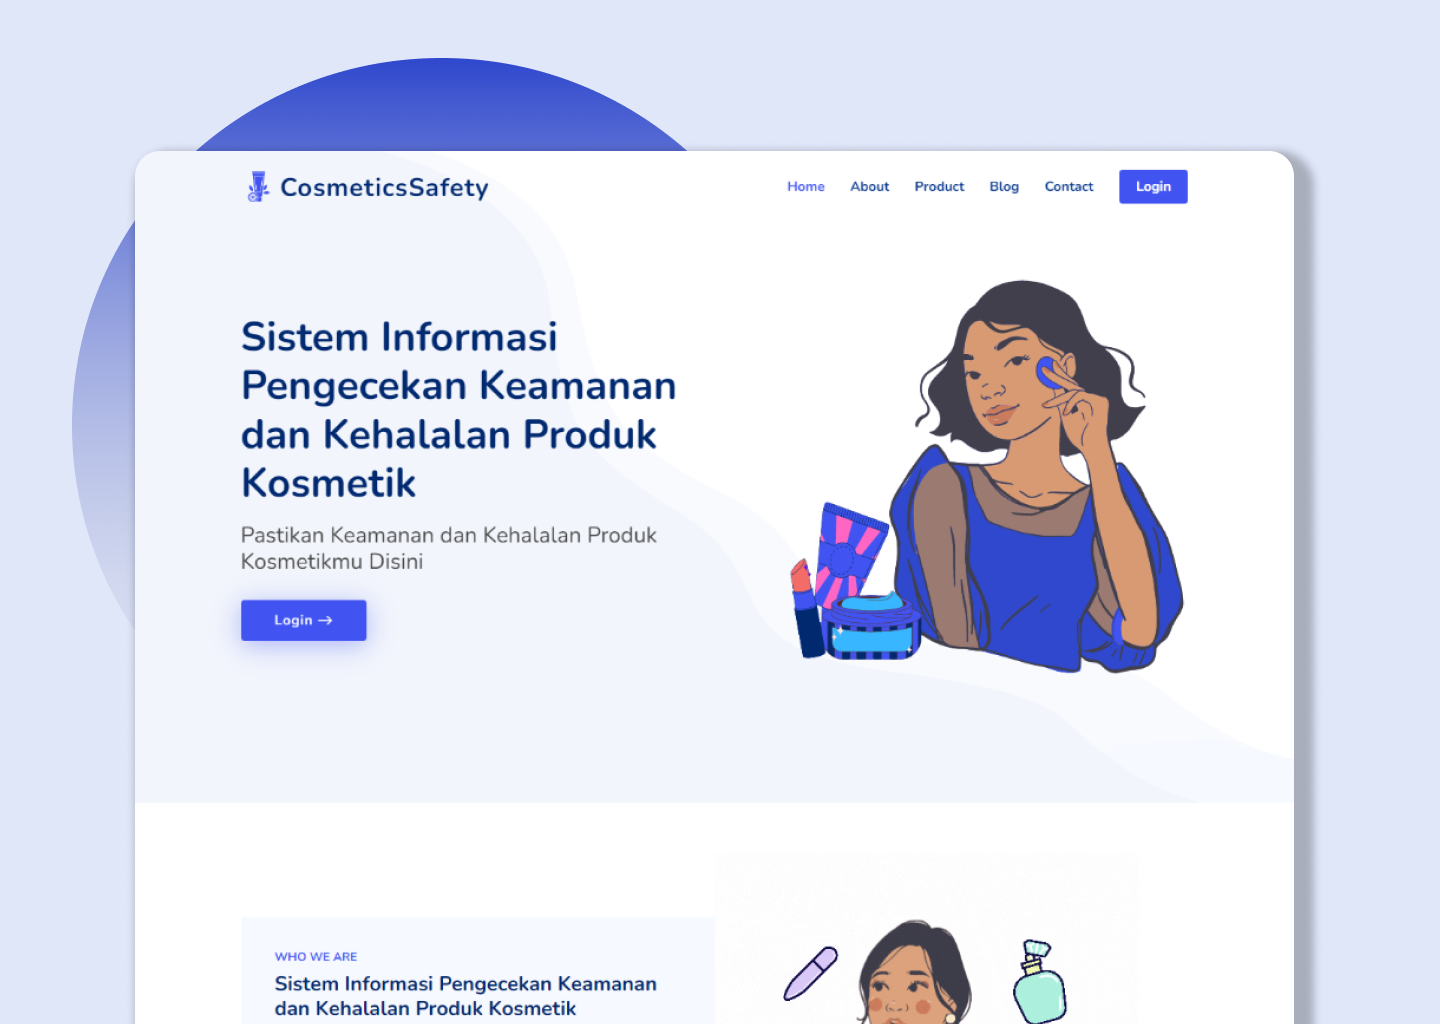 CosmeticsSafety
Home About Product Blog Contact Login
Sistem Informasi
Pengecekan Keamanan
dan Kehalalan Produk
Kosmetik
Pastikan Keamanan dan Kehalalan Produk
Kosmetikmu Disini
Login →
WHO WE ARE
Sistem Informasi Pengecekan Keamanan
dan Kehalalan Produk Kosmetik